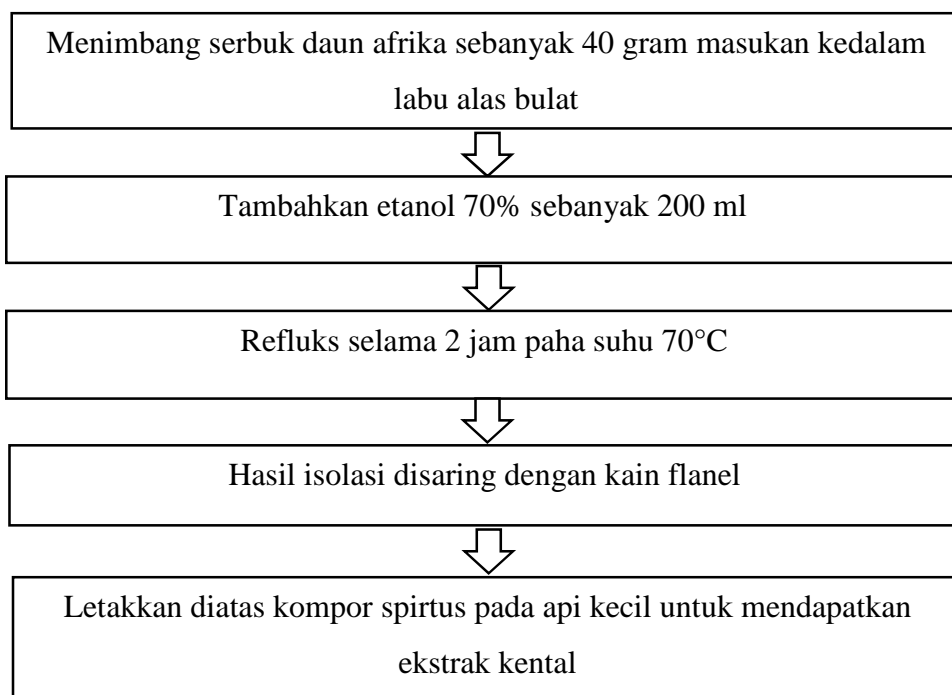 Menimbang serbuk daun afrika sebanyak 40 gram masukan kedalam
labu alas bulat
Tambahkan etanol 70% sebanyak 200 ml
Refluks selama 2 jam paha suhu 70°C
Hasil isolasi disaring dengan kain flanel
Letakkan diatas kompor spirtus pada api kecil untuk mendapatkan
ekstrak kental